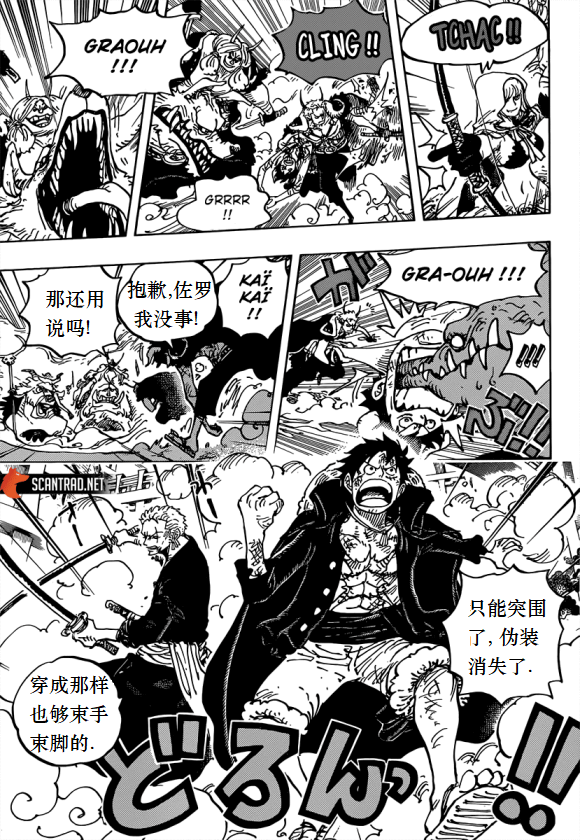 GRAOUH
!!!
CLING !!
TCHAC !!
GRRRR
!!
那还用
说吗!
抱歉,佐罗
我没事!
KAÏ
KAÏ
!!
GRA-OUH !!!
!!!
ぶ!!
SCANTRAD.NET
只能突围
了, 伪装
消失了.
穿成那样
也够束手
束脚的.
どろんっ!!